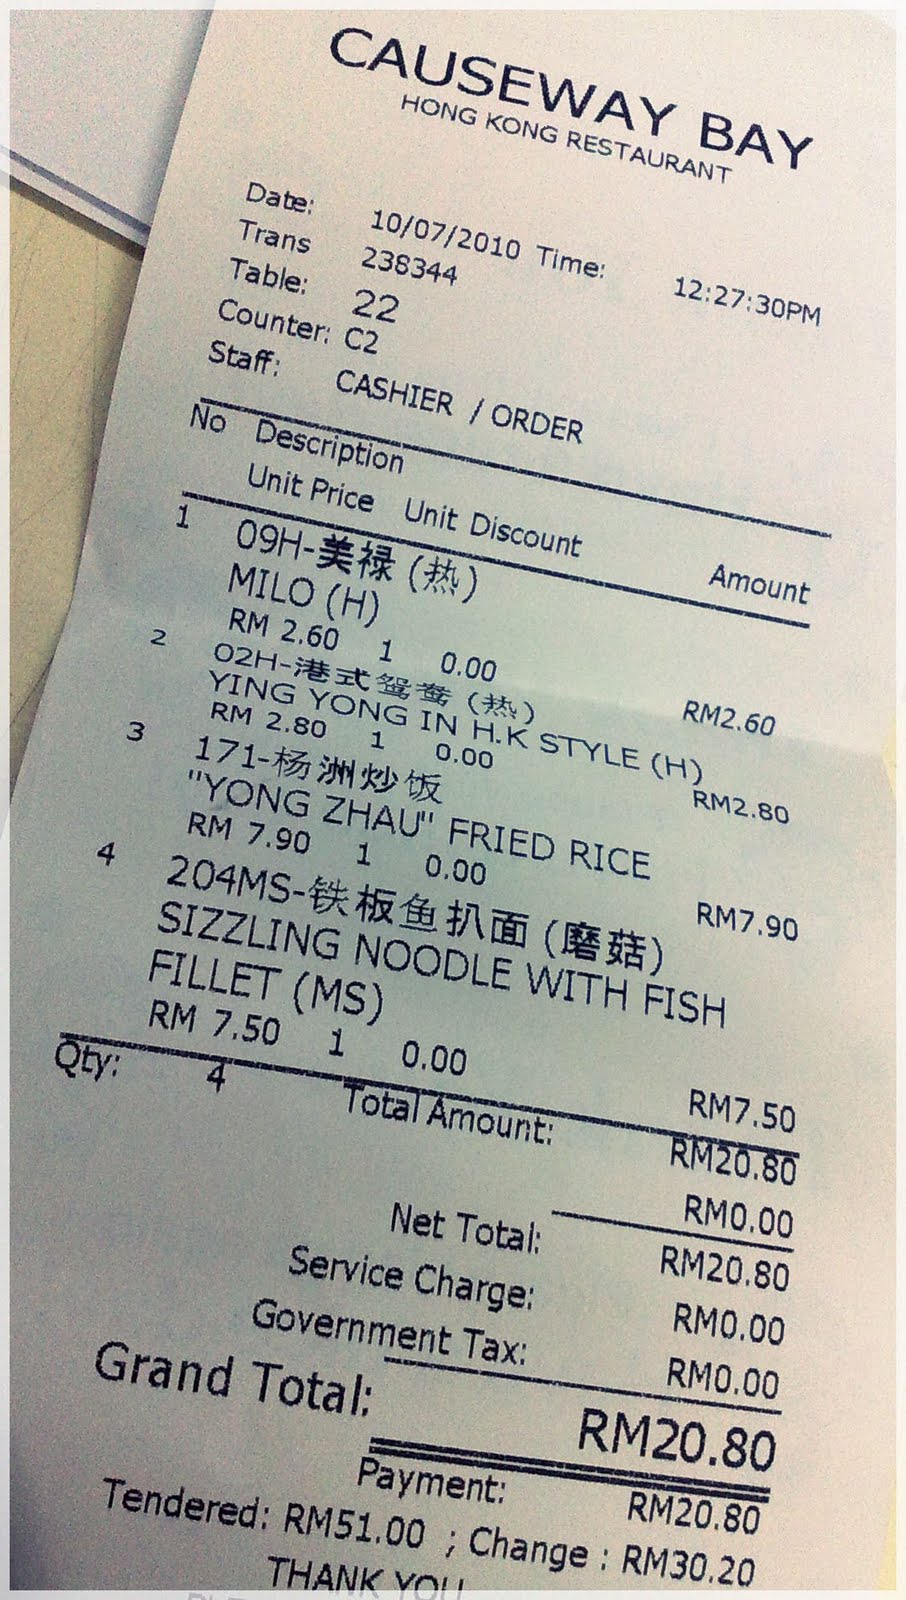 CAUSEWAY BAY
HONG KONG RESTAURANT
Date: 10/07/2010 Time: 12:27:30PM
Trans 238344
Table: 22
Counter: C2
Staff: CASHIER / ORDER
No Description
Unit Price Unit Discount Amount
1 09H-美禄 (热)
MILO (H)
RM 2.60 1 0.00 RM2.60
2 02H-港式鸳鸯 (热)
YING YONG IN H.K STYLE (H)
RM 2.80 1 0.00 RM2.80
3 171-杨洲炒饭
"YONG ZHAU" FRIED RICE
RM 7.90 1 0.00 RM7.90
4 204MS-铁板鱼扒面 (磨菇)
SIZZLING NOODLE WITH FISH
FILLET (MS)
RM 7.50 1 0.00 RM7.50
Qty: 4 Total Amount: RM20.80
RM0.00
Net Total: RM20.80
Service Charge: RM0.00
Government Tax: RM0.00
Grand Total: RM20.80
Payment: RM20.80
Tendered: RM51.00 ; Change : RM30.20
THANK YOU